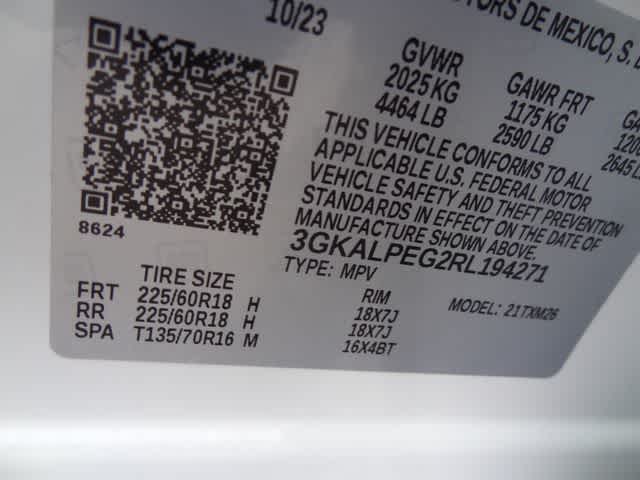 10/23
TORS DE MEXICO, S.
GVWR
2025 KG
4464 LB
GAWR FRT
1175 KG
2590 LB
GA
120
2645 L
THIS VEHICLE CONFORMS TO ALL
APPLICABLE U.S. FEDERAL MOTOR
VEHICLE SAFETY AND THEFT PREVENTION
STANDARDS IN EFFECT ON THE DATE OF
MANUFACTURE SHOWN ABOVE.
3GKALPEG2RL194271
TYPE: MPV
8624
TIRE SIZE
RIM
MODEL: 21TXM26
FRT 225/60R18 H 18X7J
RR 225/60R18 H 18X7J
SPA T135/70R16 M 16X4BT